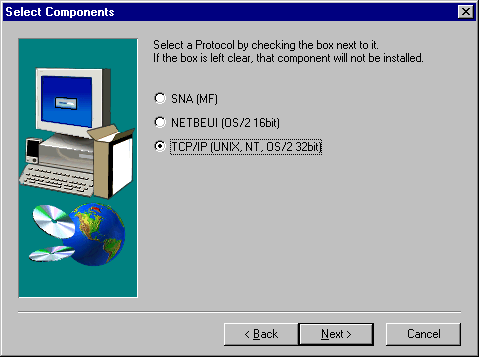 Select Components
Select a Protocol by checking the box next to it.
If the box is left clear, that component will not be installed.
SNA (MF)
NETBEUI (OS/2 16bit)
TCP/IP (UNIX, NT, OS/2 32bit)
< Back
Next >
Cancel